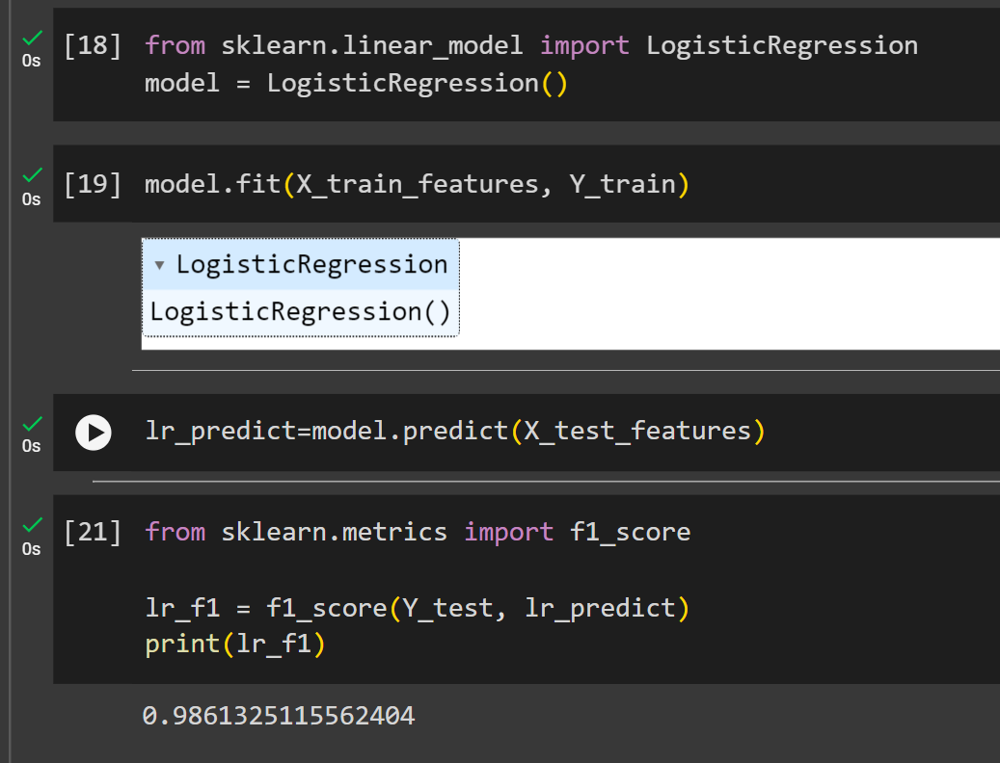 [18] from sklearn.linear_model import LogisticRegression
0s
model = LogisticRegression()
[19] model.fit(X_train_features, Y_train)
0s
▾ LogisticRegression
LogisticRegression()
lr_predict=model.predict(X_test_features)
0s
[21] from sklearn.metrics import f1_score
0s
lr_f1 = f1_score(Y_test, lr_predict)
print(lr_f1)
0.9861325115562404